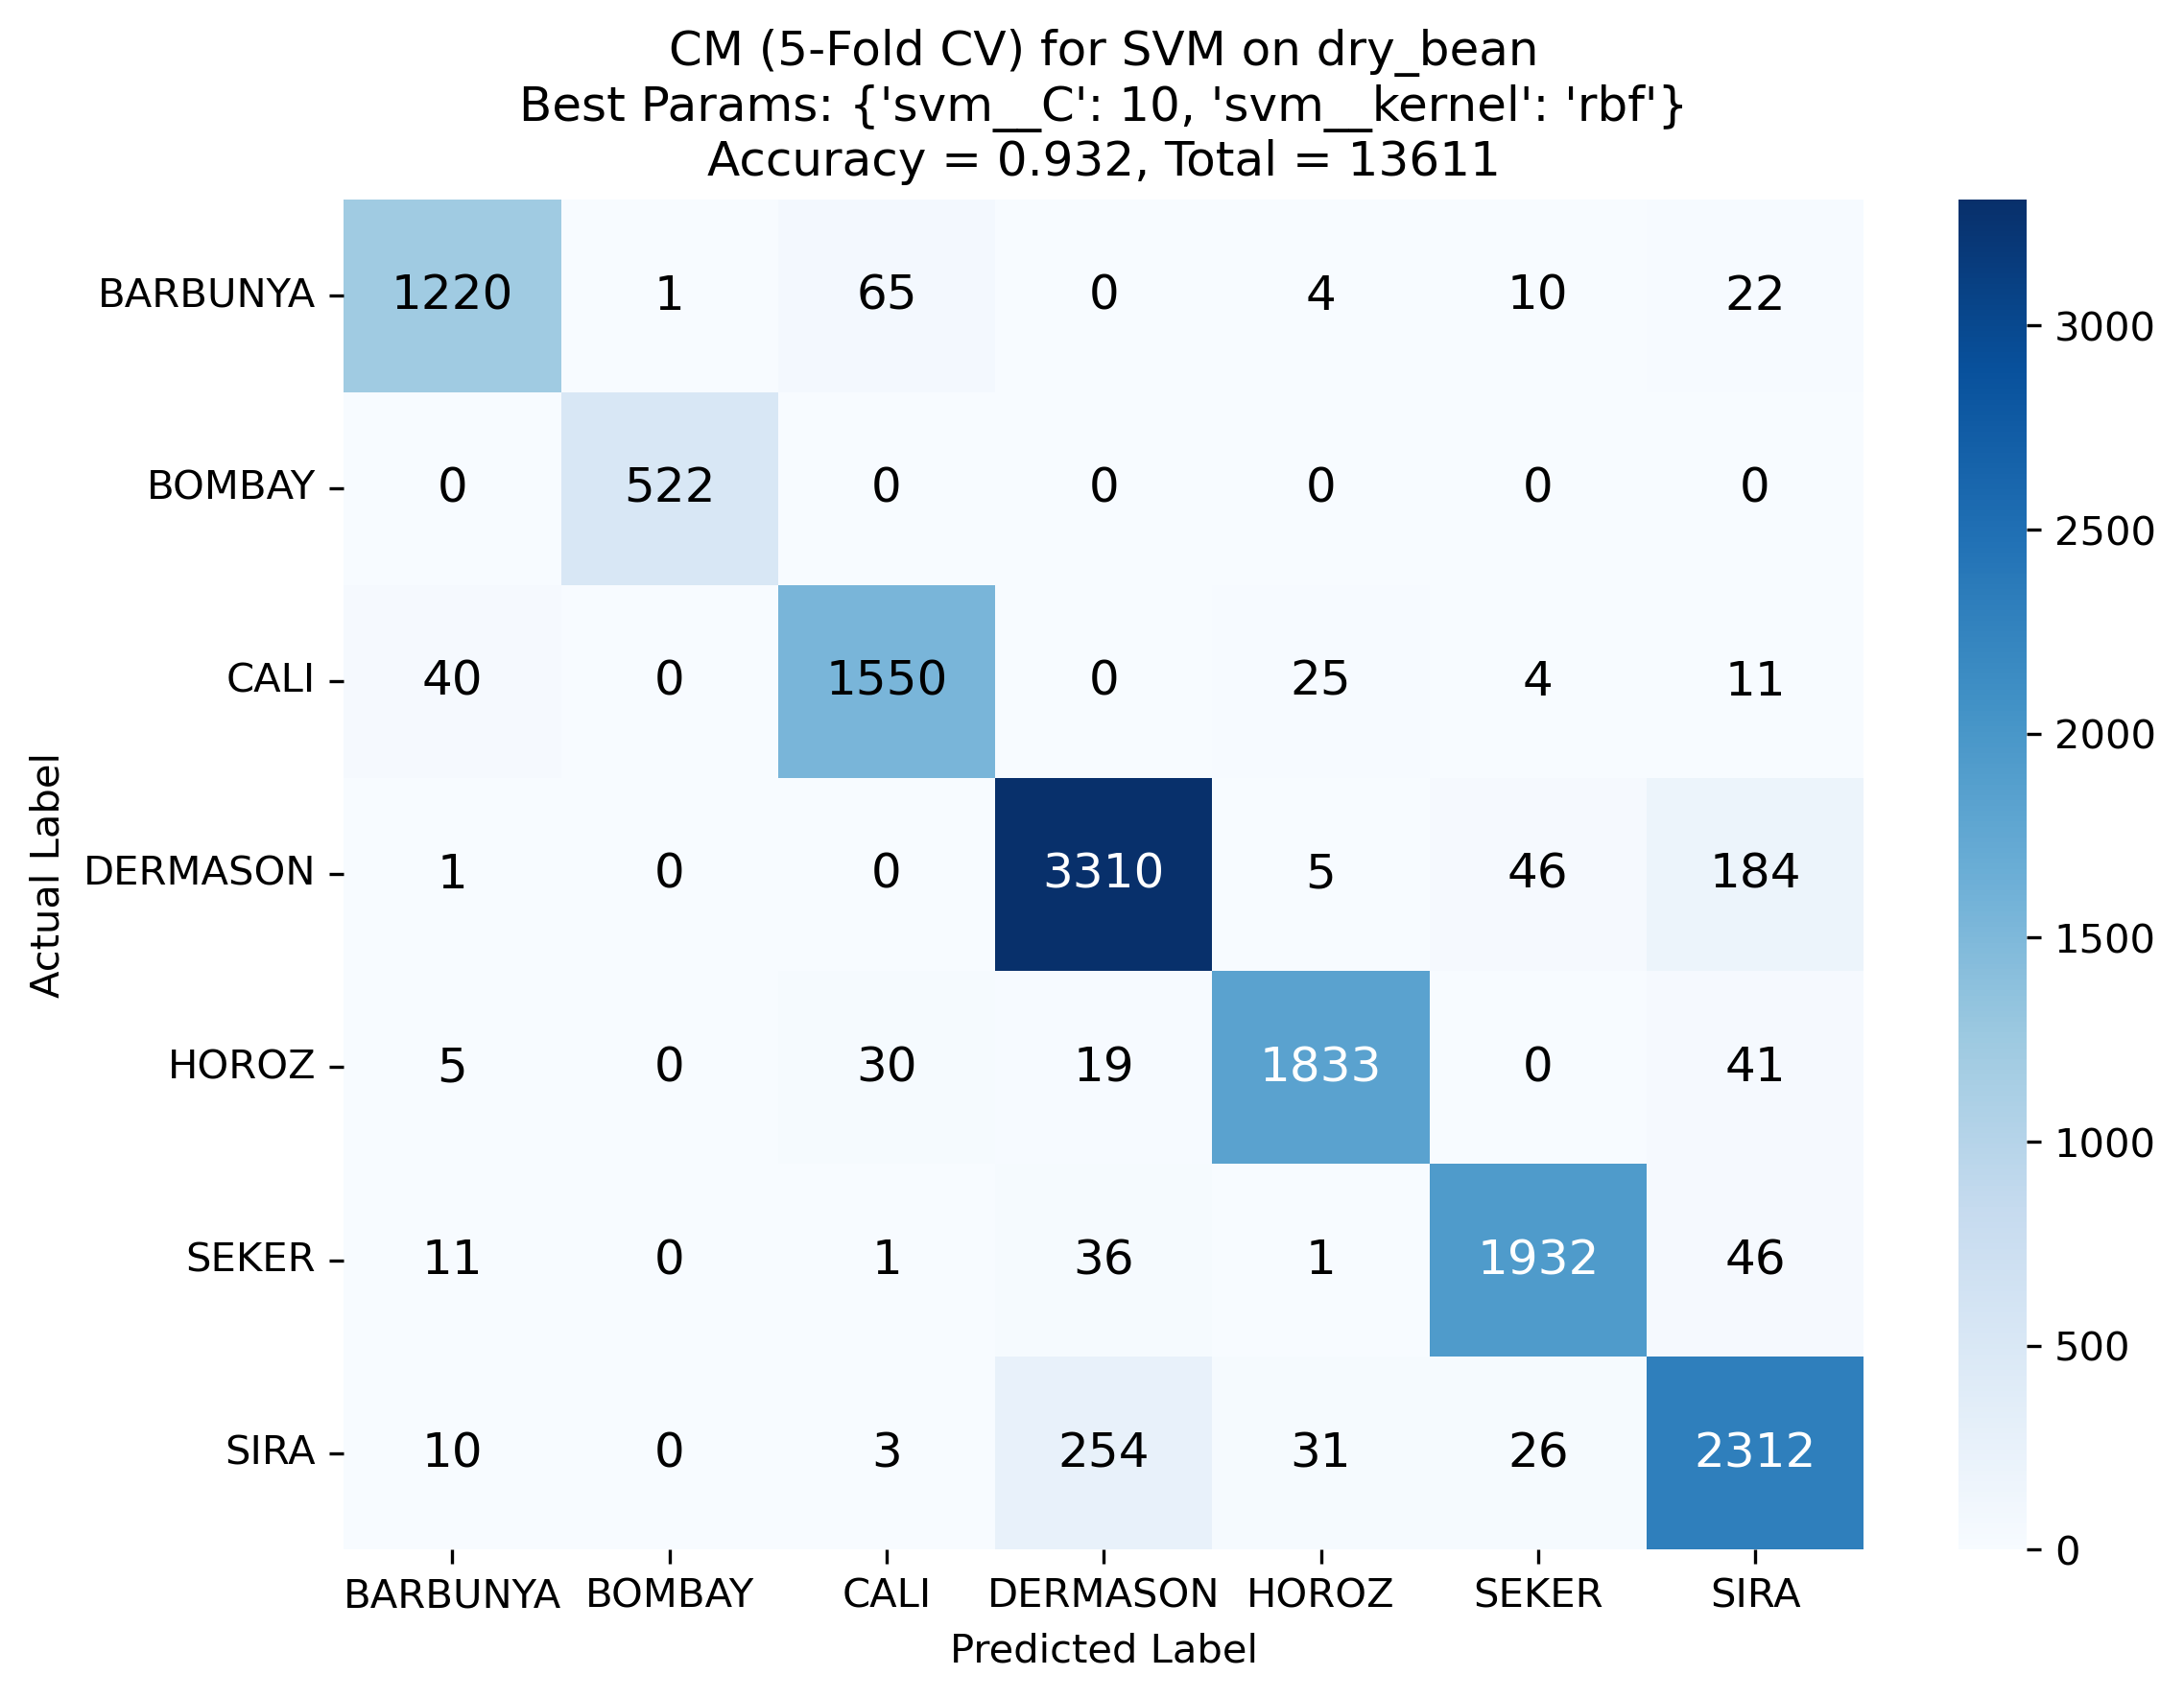 CM (5-Fold CV) for SVM on dry_bean
Best Params: {'svm__C': 10, 'svm__kernel': 'rbf'}
Accuracy = 0.932, Total = 13611
Actual Label
BARBUNYA 1220 1 65 0 4 10 22
BOMBAY 0 522 0 0 0 0 0
CALI 40 0 1550 0 25 4 11
DERMASON 1 0 0 3310 5 46 184
HOROZ 5 0 30 19 1833 0 41
SEKER 11 0 1 36 1 1932 46
SIRA 10 0 3 254 31 26 2312
BARBUNYA BOMBAY CALI DERMASON HOROZ SEKER SIRA
Predicted Label
3000
2500
2000
1500
1000
500
0